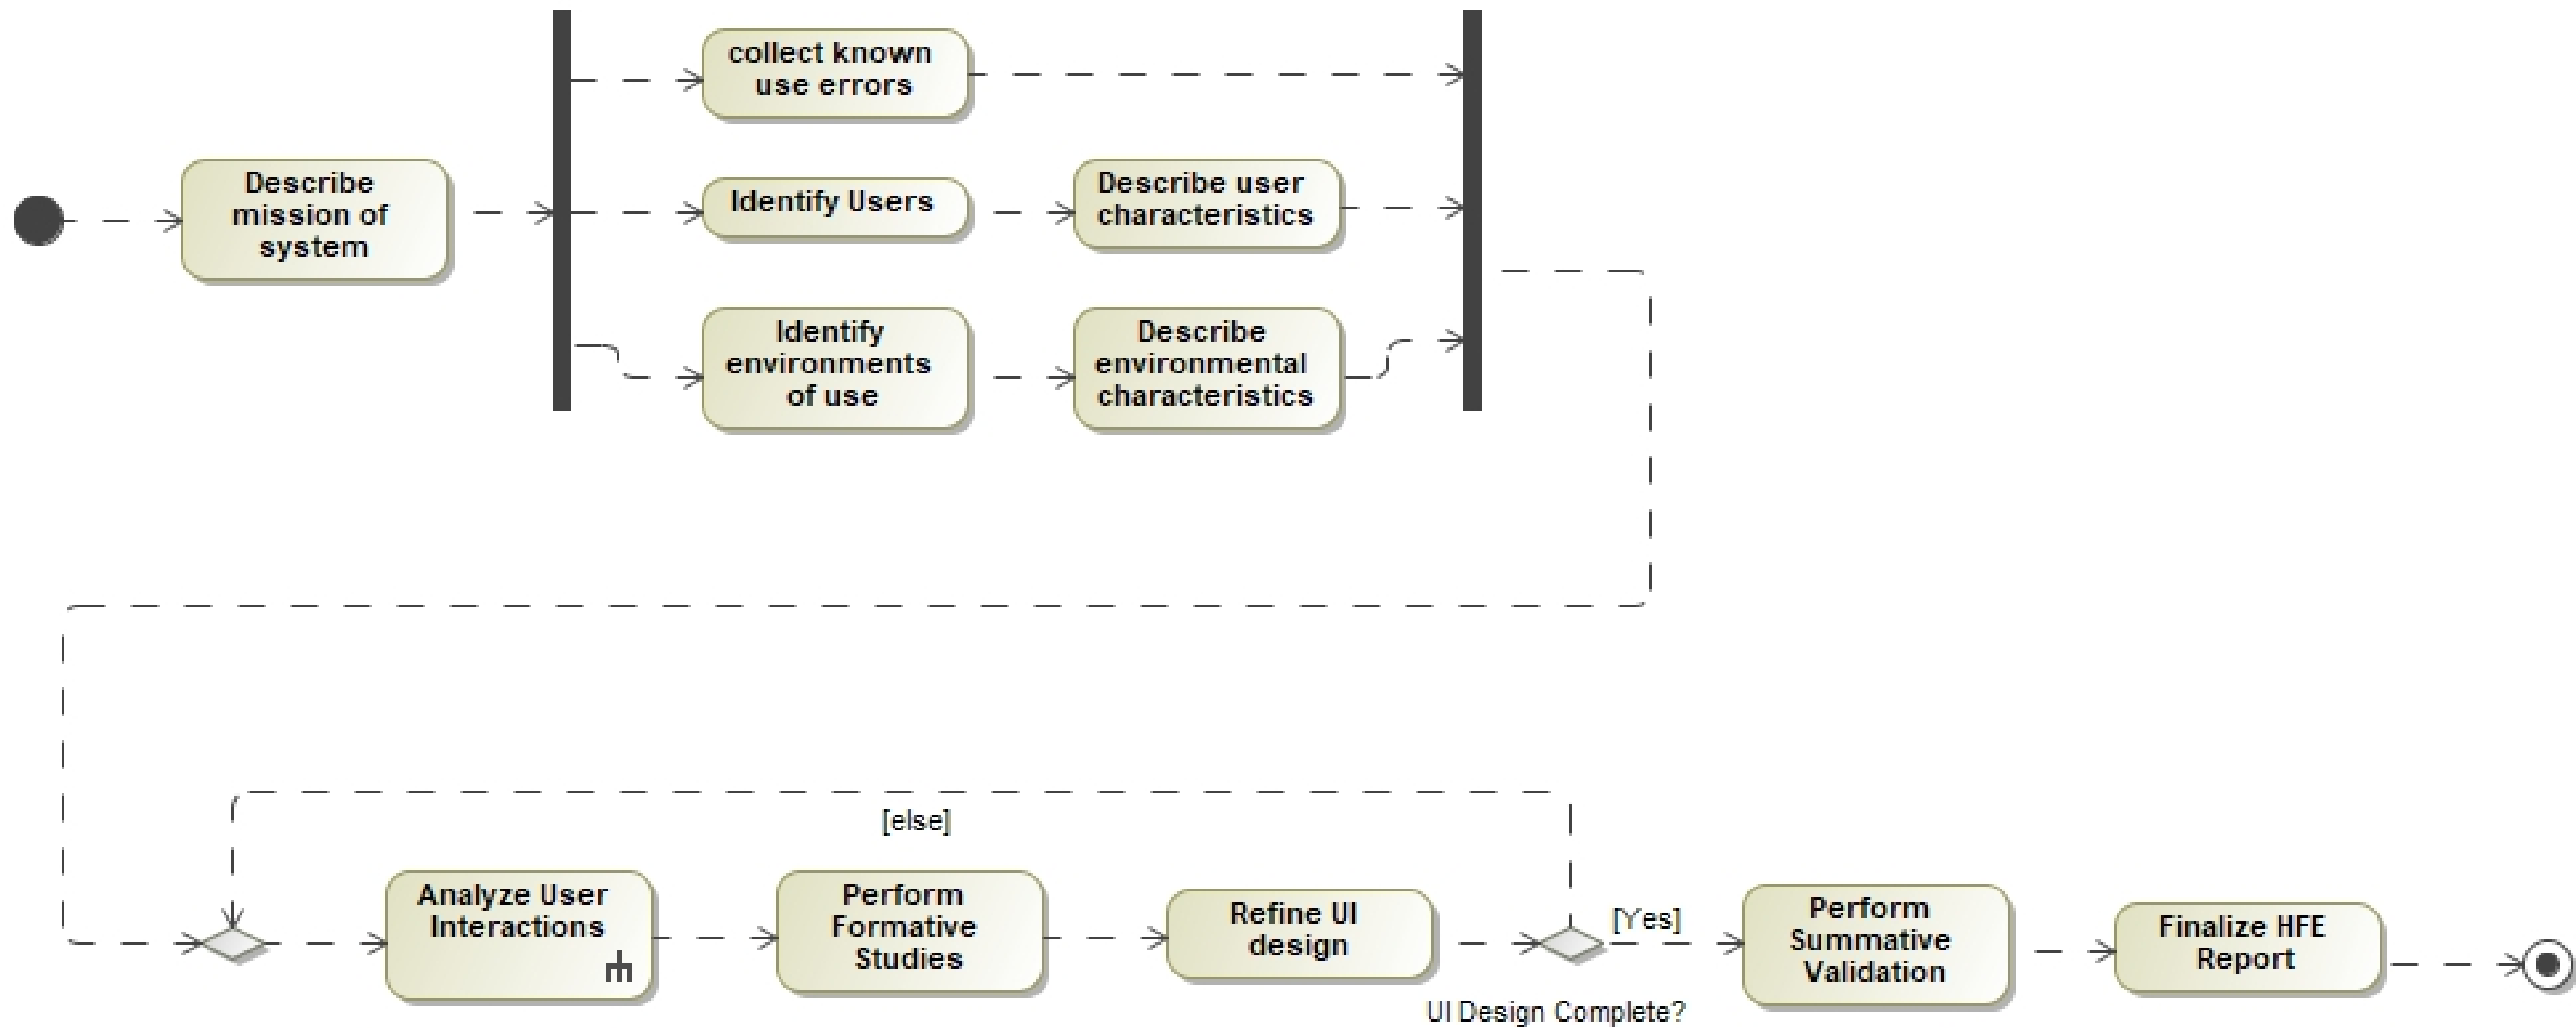 collect known
use errors
Describe
mission of
system
Identify Users
Describe user
characteristics
Identify
environments
of use
Describe
environmental
characteristics
[else]
Analyze User
Interactions
Perform
Formative
Studies
Refine UI
design
[Yes]
UI Design Complete?
Perform
Summative
Validation
Finalize HFE
Report